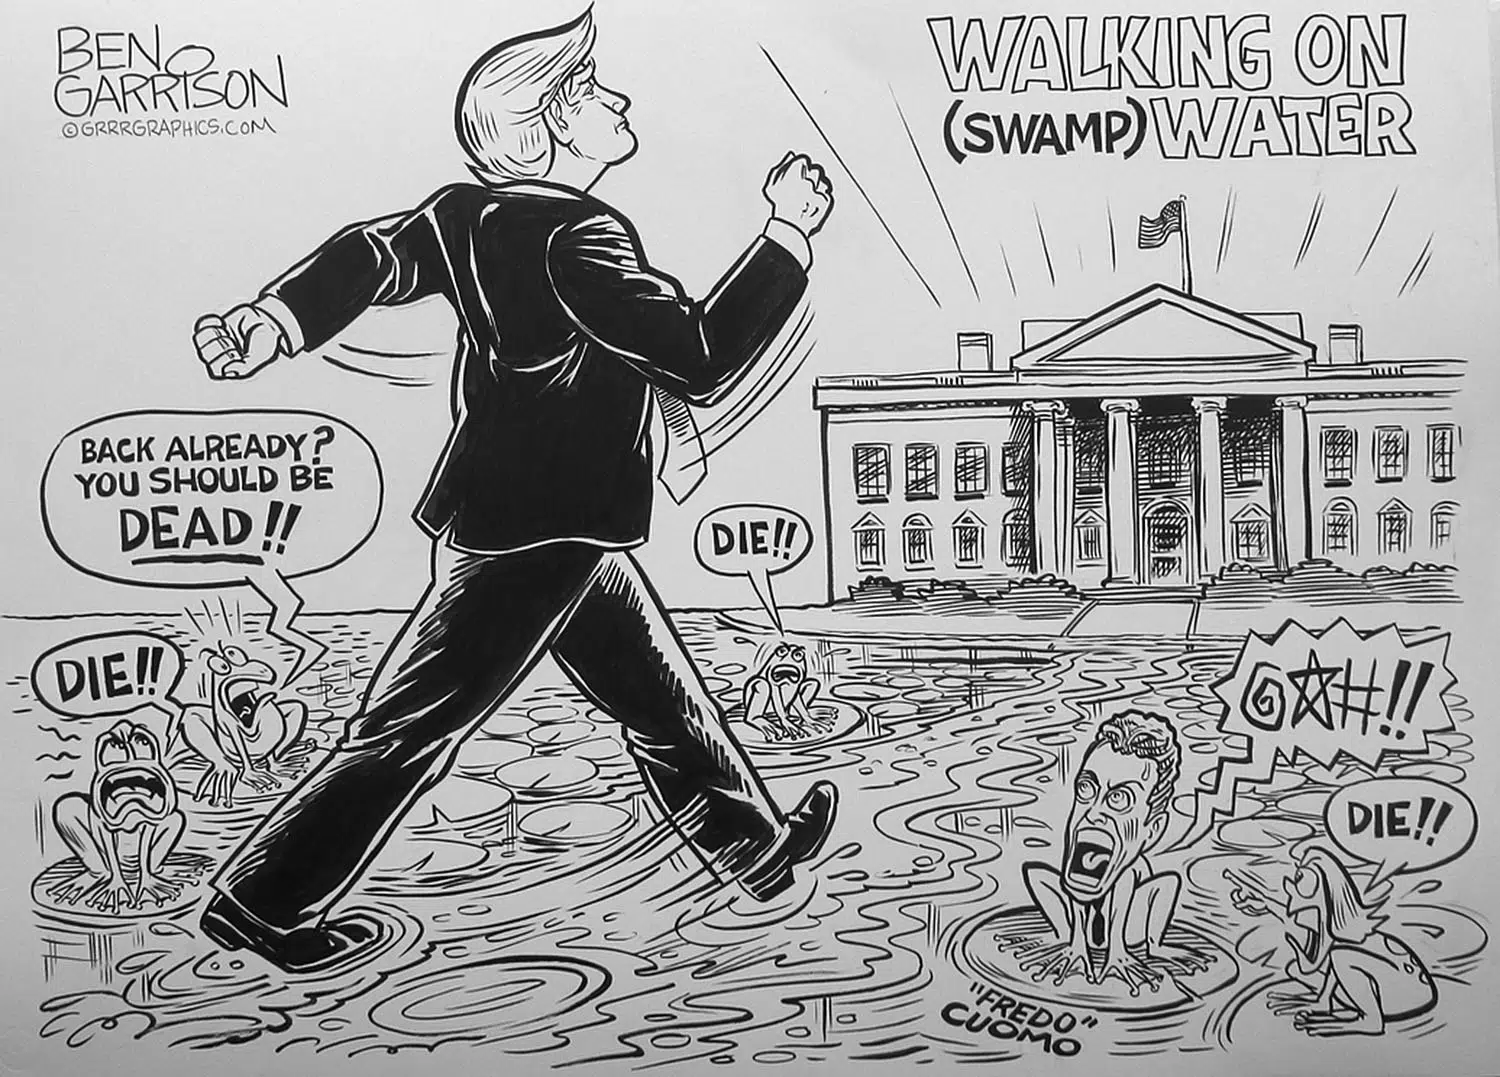 BEN
GARRISON
©GRRRGRAPHICS.COM
WALKING ON
(SWAMP) WATER
BACK ALREADY?
YOU SHOULD BE
DEAD!!
DIE!!
DIE!!
@☆#!!
DIE!!
"FREDO"
CUOMO